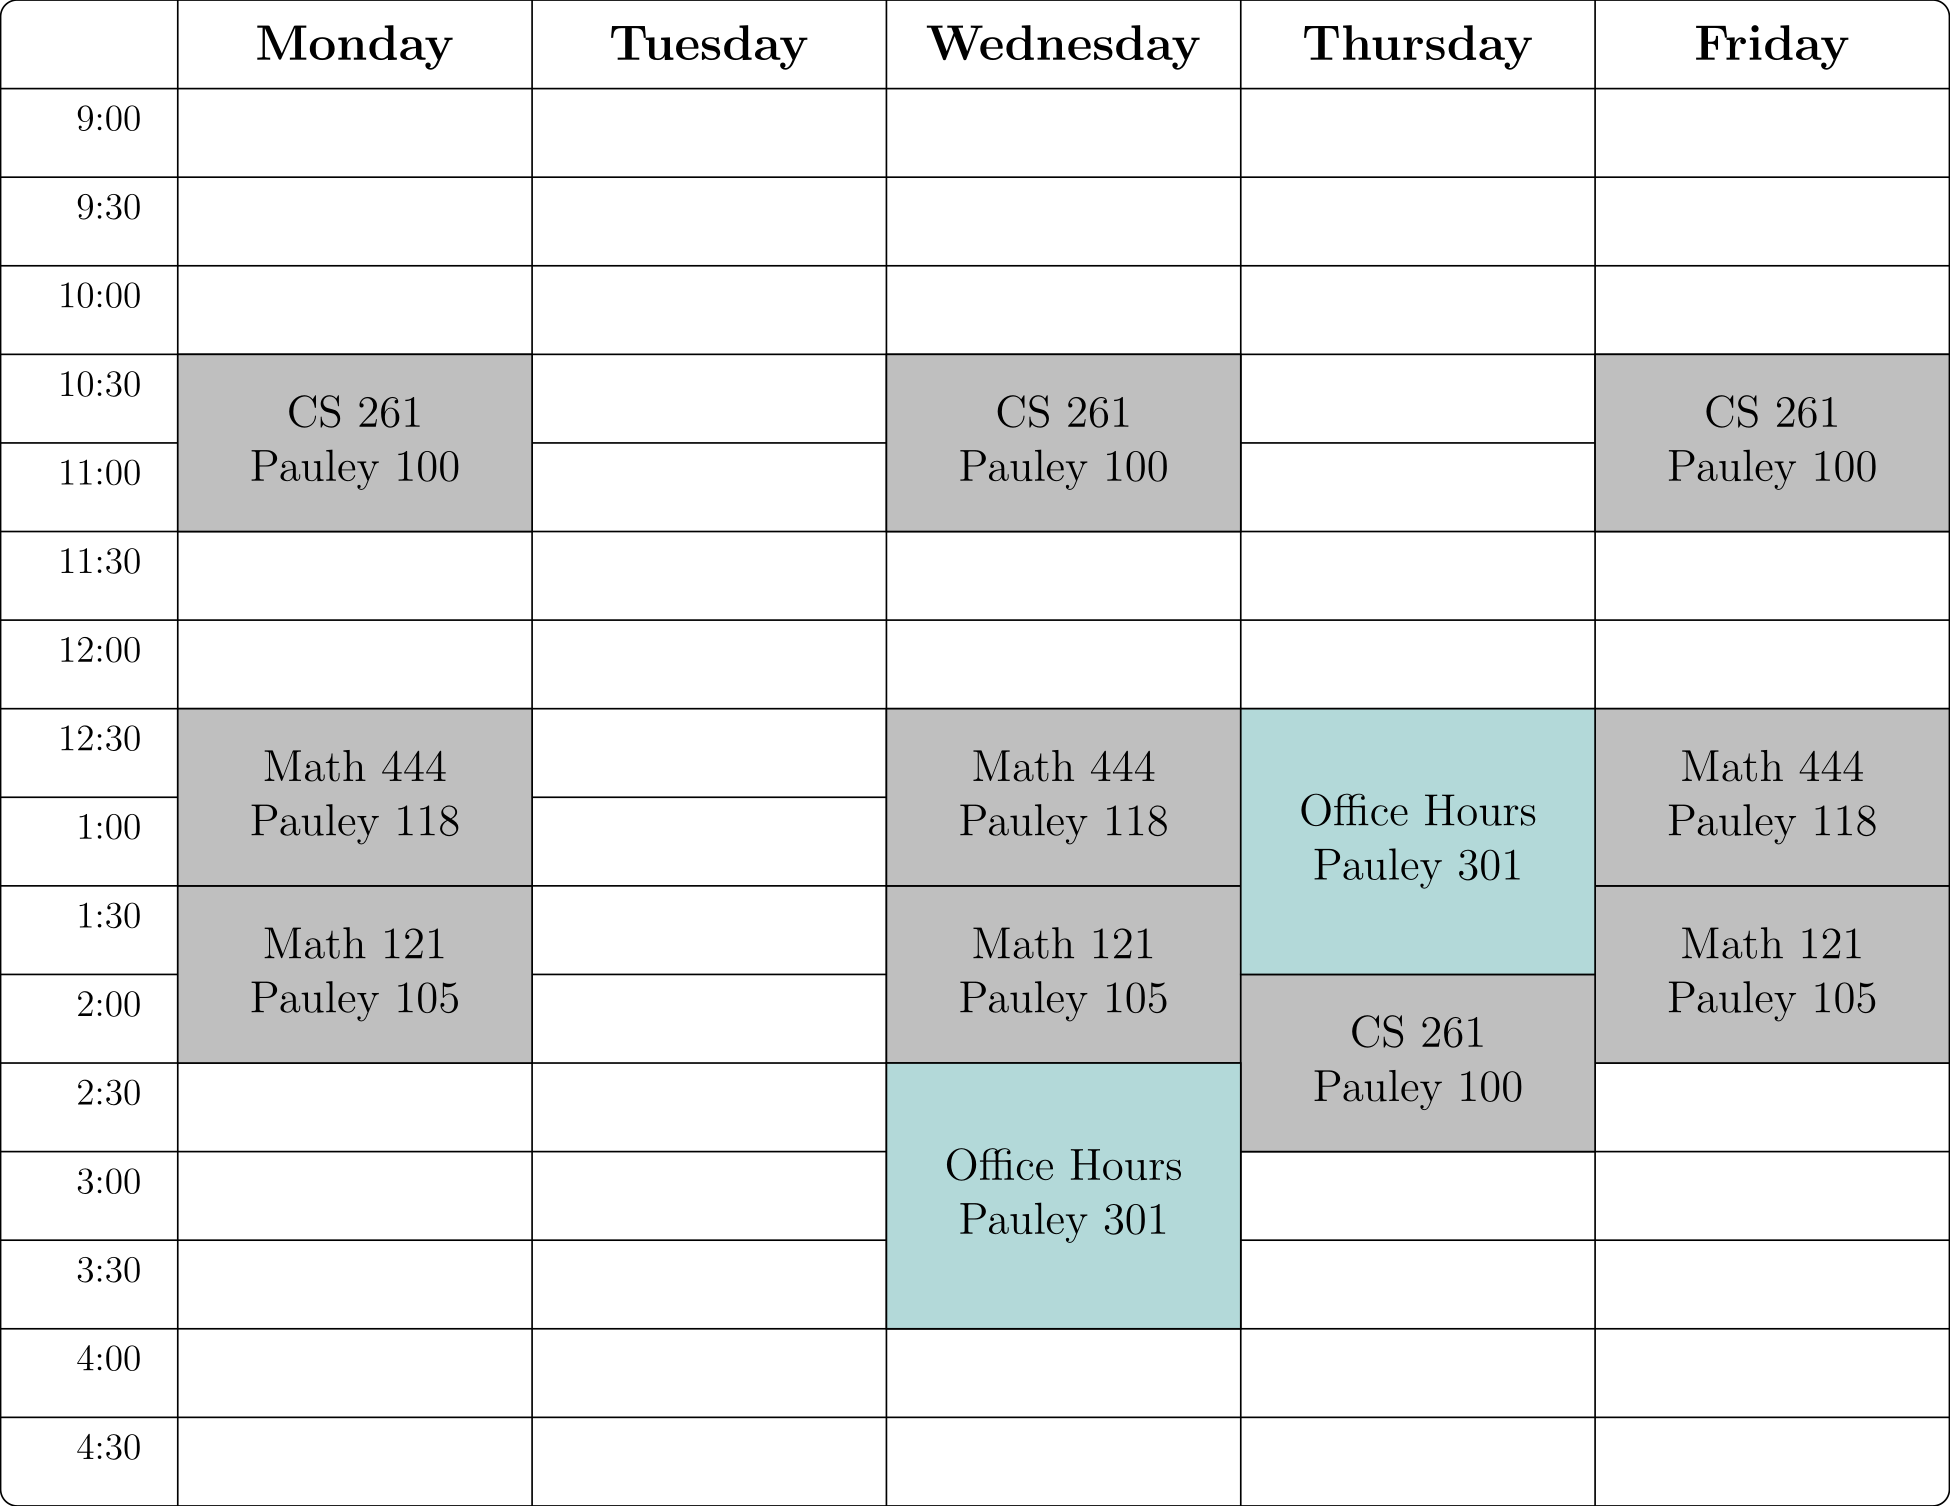 Monday Tuesday Wednesday Thursday Friday
9:00
9:30
10:00
10:30
CS 261 CS 261 CS 261
Pauley 100 Pauley 100 Pauley 100
11:00
11:30
12:00
12:30
Math 444 Math 444 Math 444
Office Hours
Pauley 118 Pauley 118 Pauley 118
1:00
Pauley 301
1:30
Math 121 Math 121 Math 121
Pauley 105 Pauley 105 Pauley 105
2:00
CS 261
Pauley 100
2:30
Office Hours
3:00
Pauley 301
3:30
4:00
4:30